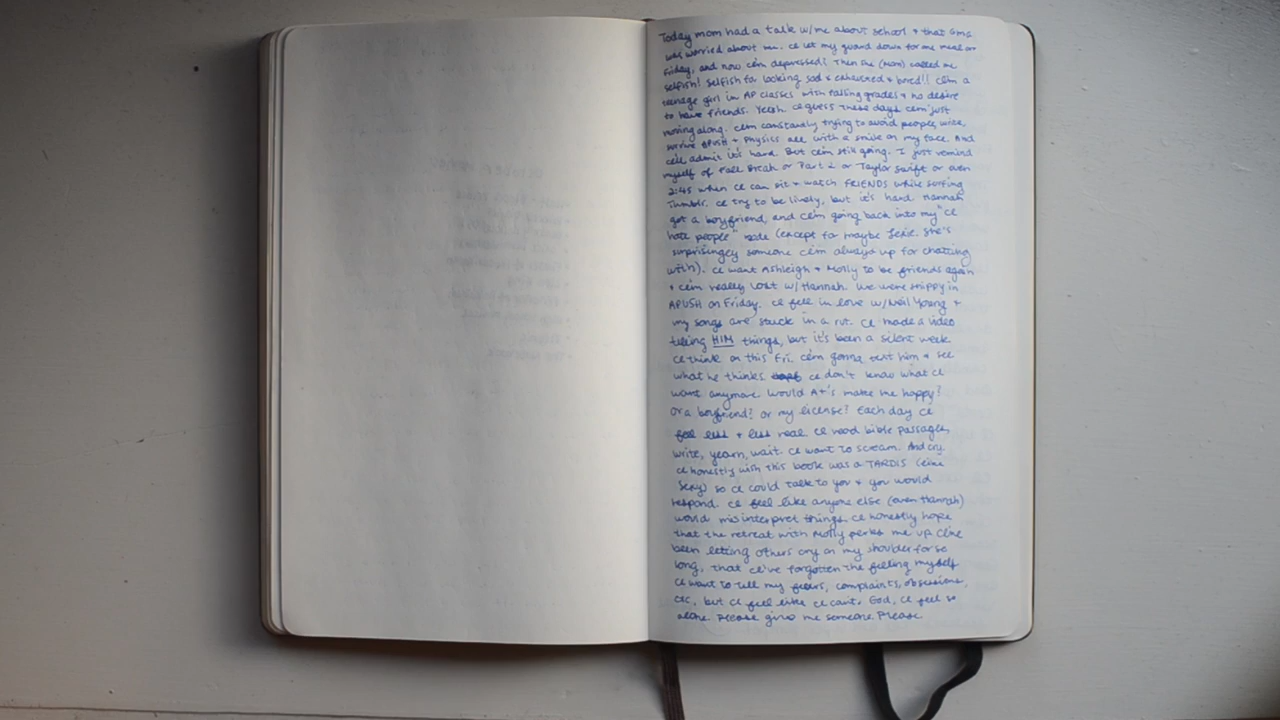 Today mom had a talk w/me about school + that Gma
was worried about me. I let my guard down for one meal on
Friday, and now I'm depressed? Then she (mom) called me
selfish! Selfish for looking sad + exhausted + bored!! I'm a
teenage girl in AP classes with failing grades + no desire
to have friends. Yeesh. I guess these days I'm just
moving along. I'm constantly trying to avoid people, write,
survive APUSH + Physics all with a smile on my face. And
I'll admit it's hard. But I'm still going. I just remind
myself of Fall Break or Part 2 or Taylor Swift or even
2:45 when I can sit + watch FRIENDS while surfing
Tumblr. I try to be lively, but it's hard. Hannah
got a boyfriend, and I'm going back into my "I
hate people" mode (except for maybe Lexie. She's
surprisingly someone I'm always up for chatting
with). I want Ashleigh + Molly to be friends again
+ I'm really lost w/Hannah. We were snippy in
APUSH on Friday. I fell in love w/Neil Young +
my songs are stuck in a rut. I made a video
telling HIM things, but it's been a silent week
I think on this Fri. I'm gonna text him + see
what he thinks. I don't know what I
want anymore. Would A+'s make me happy?
Or a boyfriend? Or my license? Each day I
feel less + less real. I read bible passages,
write, yearn, wait. I want to scream. And cry.
I honestly wish this book was a TARDIS (like
Sexy) so I could talk to you + you would
respond. I feel like anyone else (even Hannah)
would misinterpret things. I honestly hope
that the retreat with Molly perks me up. I've
been letting others cry on my shoulder for so
long, that I've forgotten the feeling myself.
I want to tell my fears, complaints, obsessions,
etc, but I feel like I can't. God, I feel so
alone. Please give me someone. Please.